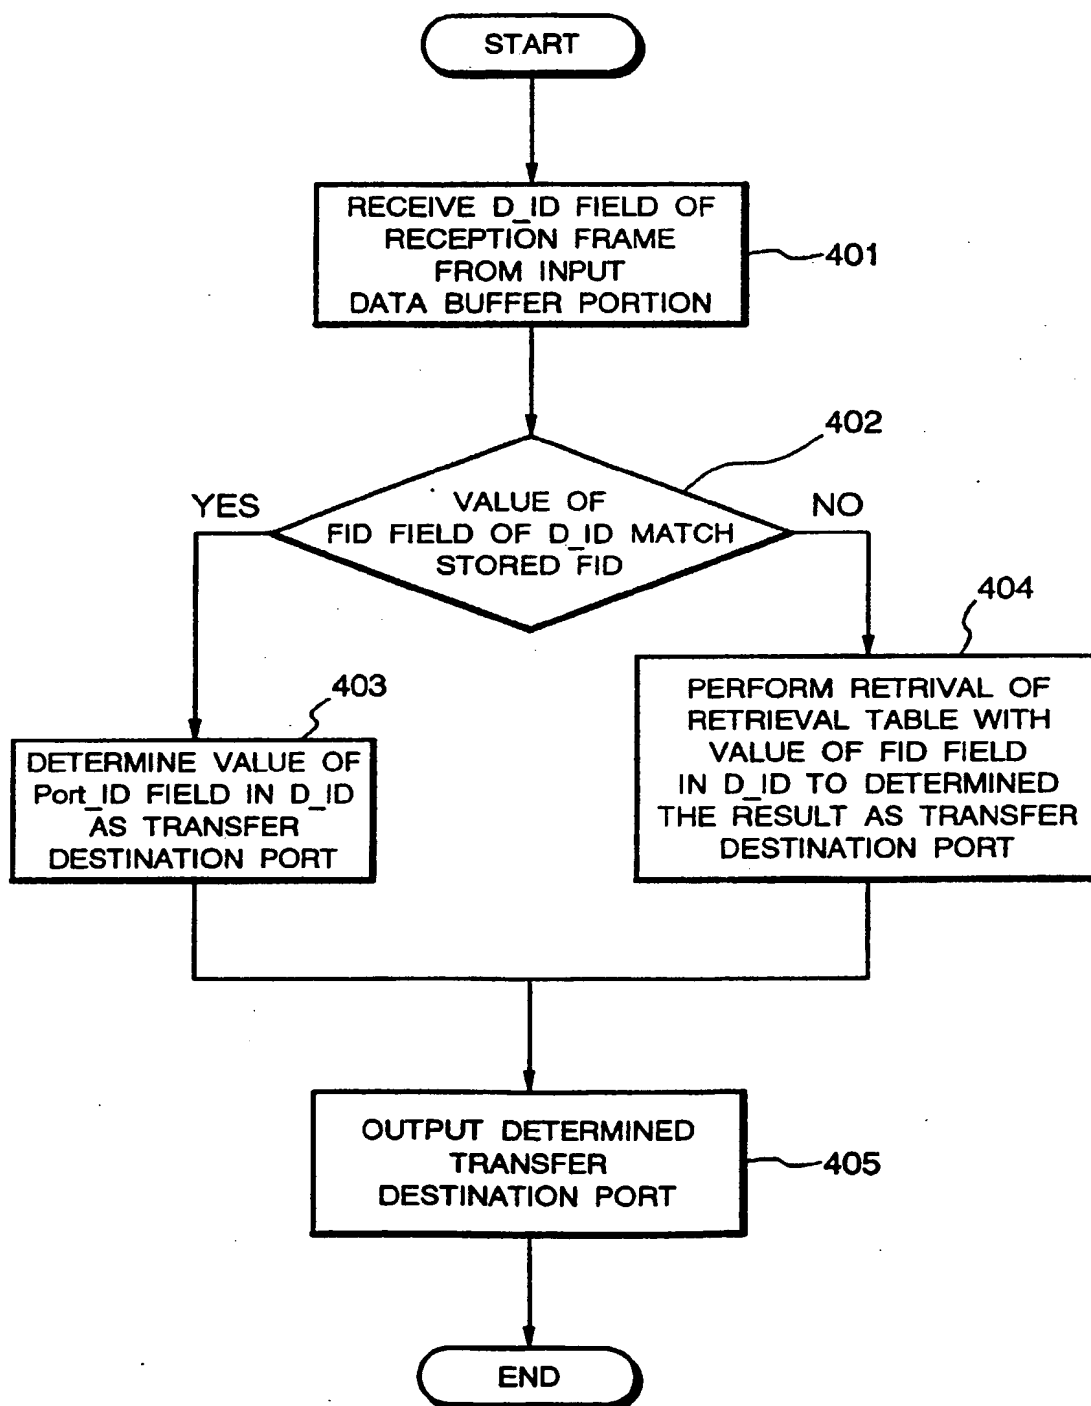 START
RECEIVE D_ID FIELD OF
RECEPTION FRAME
FROM INPUT
DATA BUFFER PORTION
401
402
YES
VALUE OF
FID FIELD OF D_ID MATCH
STORED FID
NO
403
DETERMINE VALUE OF
Port_ID FIELD IN D_ID
AS TRANSFER
DESTINATION PORT
404
PERFORM RETRIVAL OF
RETRIEVAL TABLE WITH
VALUE OF FID FIELD
IN D_ID TO DETERMINED
THE RESULT AS TRANSFER
DESTINATION PORT
OUTPUT DETERMINED
TRANSFER
DESTINATION PORT
405
END